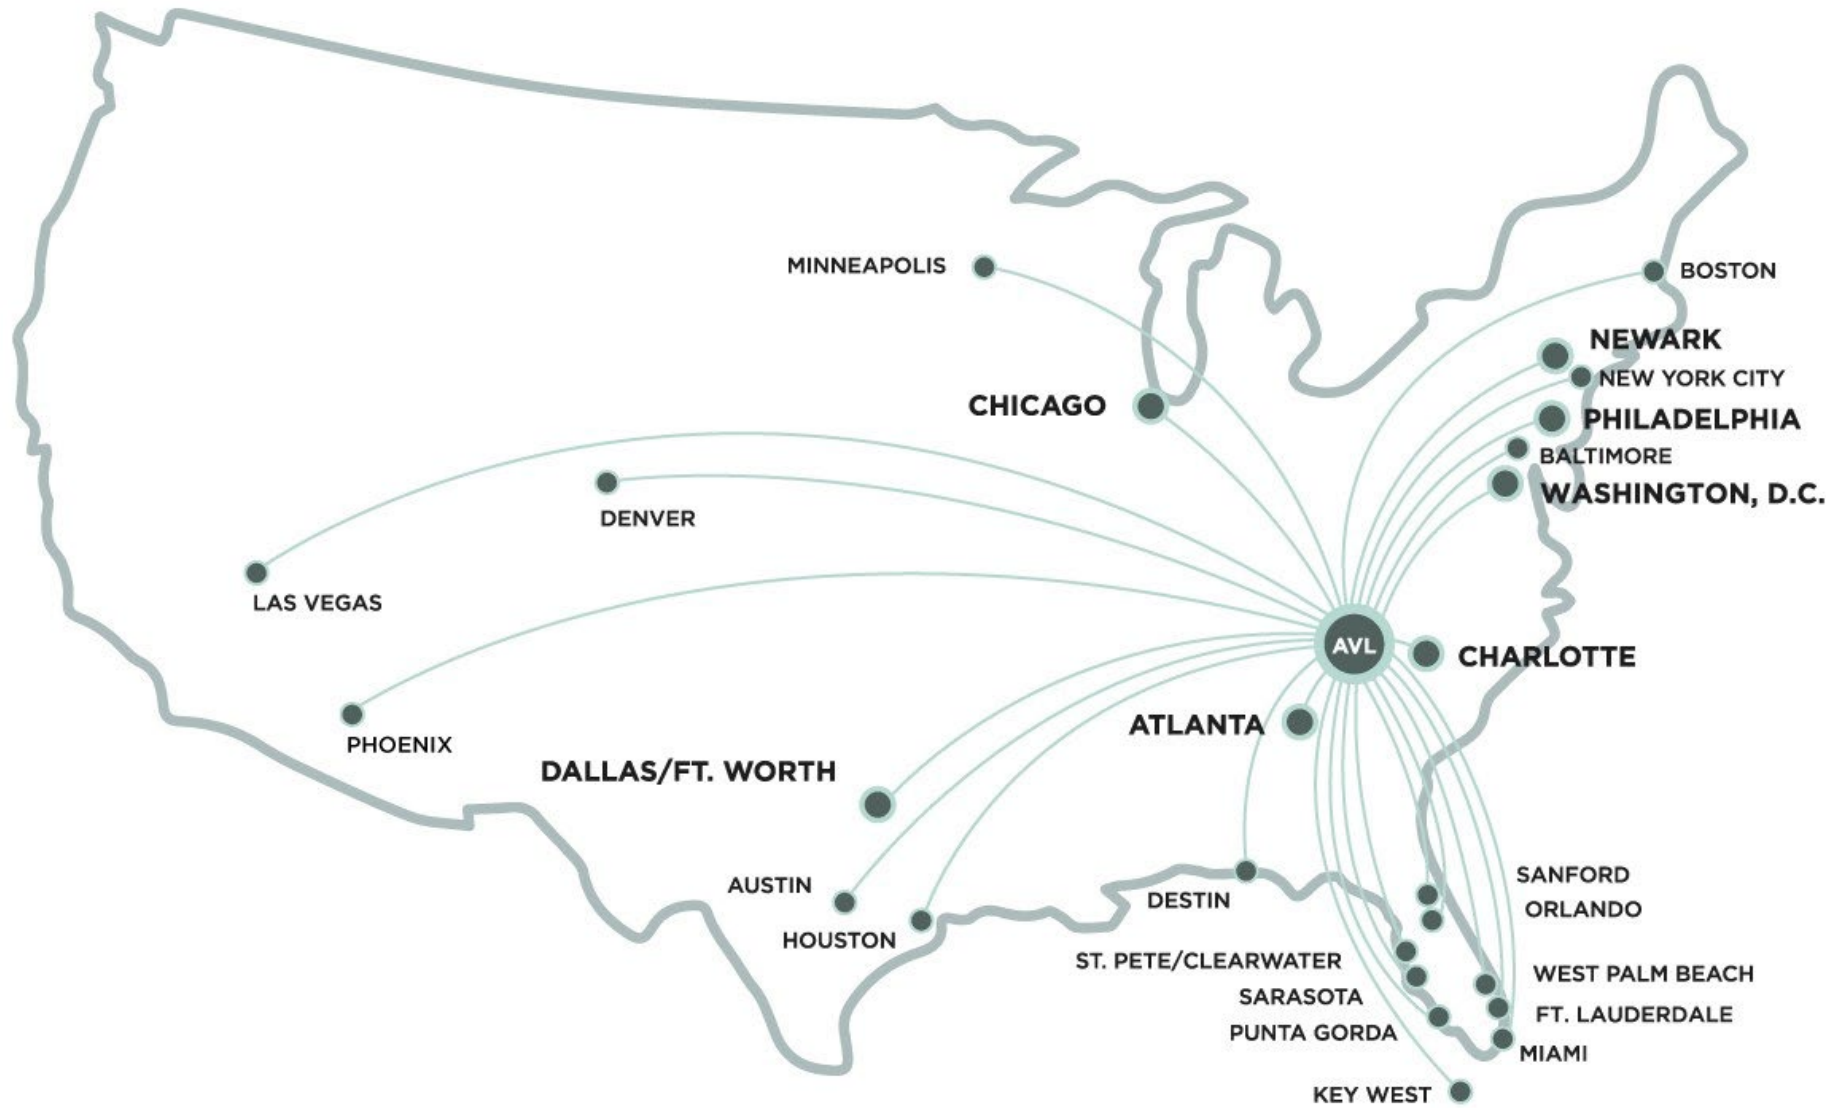 MINNEAPOLIS
BOSTON
NEWARK
NEW YORK CITY
CHICAGO
PHILADELPHIA
BALTIMORE
WASHINGTON, D.C.
DENVER
LAS VEGAS
AVL
CHARLOTTE
ATLANTA
PHOENIX
DALLAS/FT. WORTH
AUSTIN
HOUSTON
DESTIN
SANFORD
ORLANDO
ST. PETE/CLEARWATER
SARASOTA
PUNTA GORDA
WEST PALM BEACH
FT. LAUDERDALE
MIAMI
KEY WEST